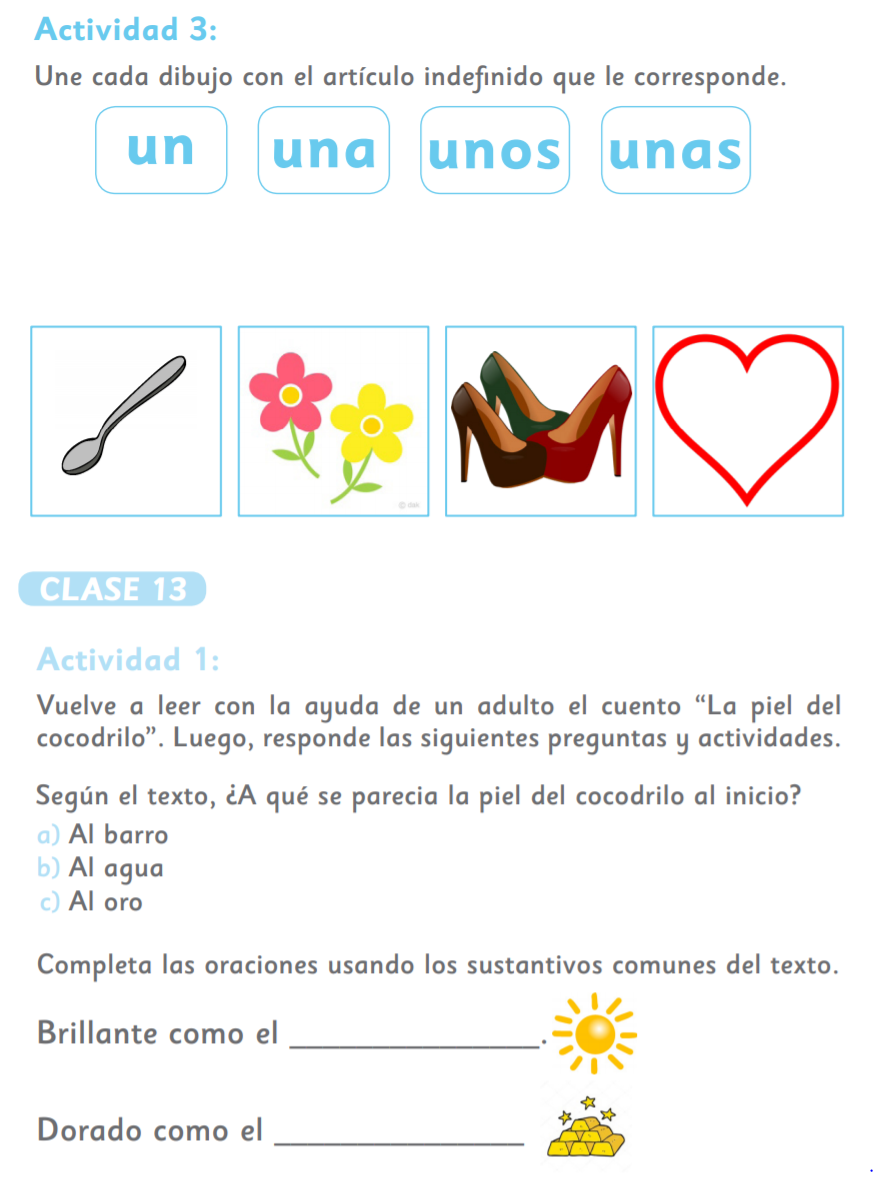 Actividad 3:
Une cada dibujo con el artículo indefinido que le corresponde.
un una unos unas
CLASE 13
Actividad 1:
Vuelve a leer con la ayuda de un adulto el cuento “La piel del
cocodrilo”. Luego, responde las siguientes preguntas y actividades.
Según el texto, ¿A qué se parecia la piel del cocodrilo al inicio?
a) Al barro
b) Al agua
c) Al oro
Completa las oraciones usando los sustantivos comunes del texto.
Brillante como el _______________.
Dorado como el _______________